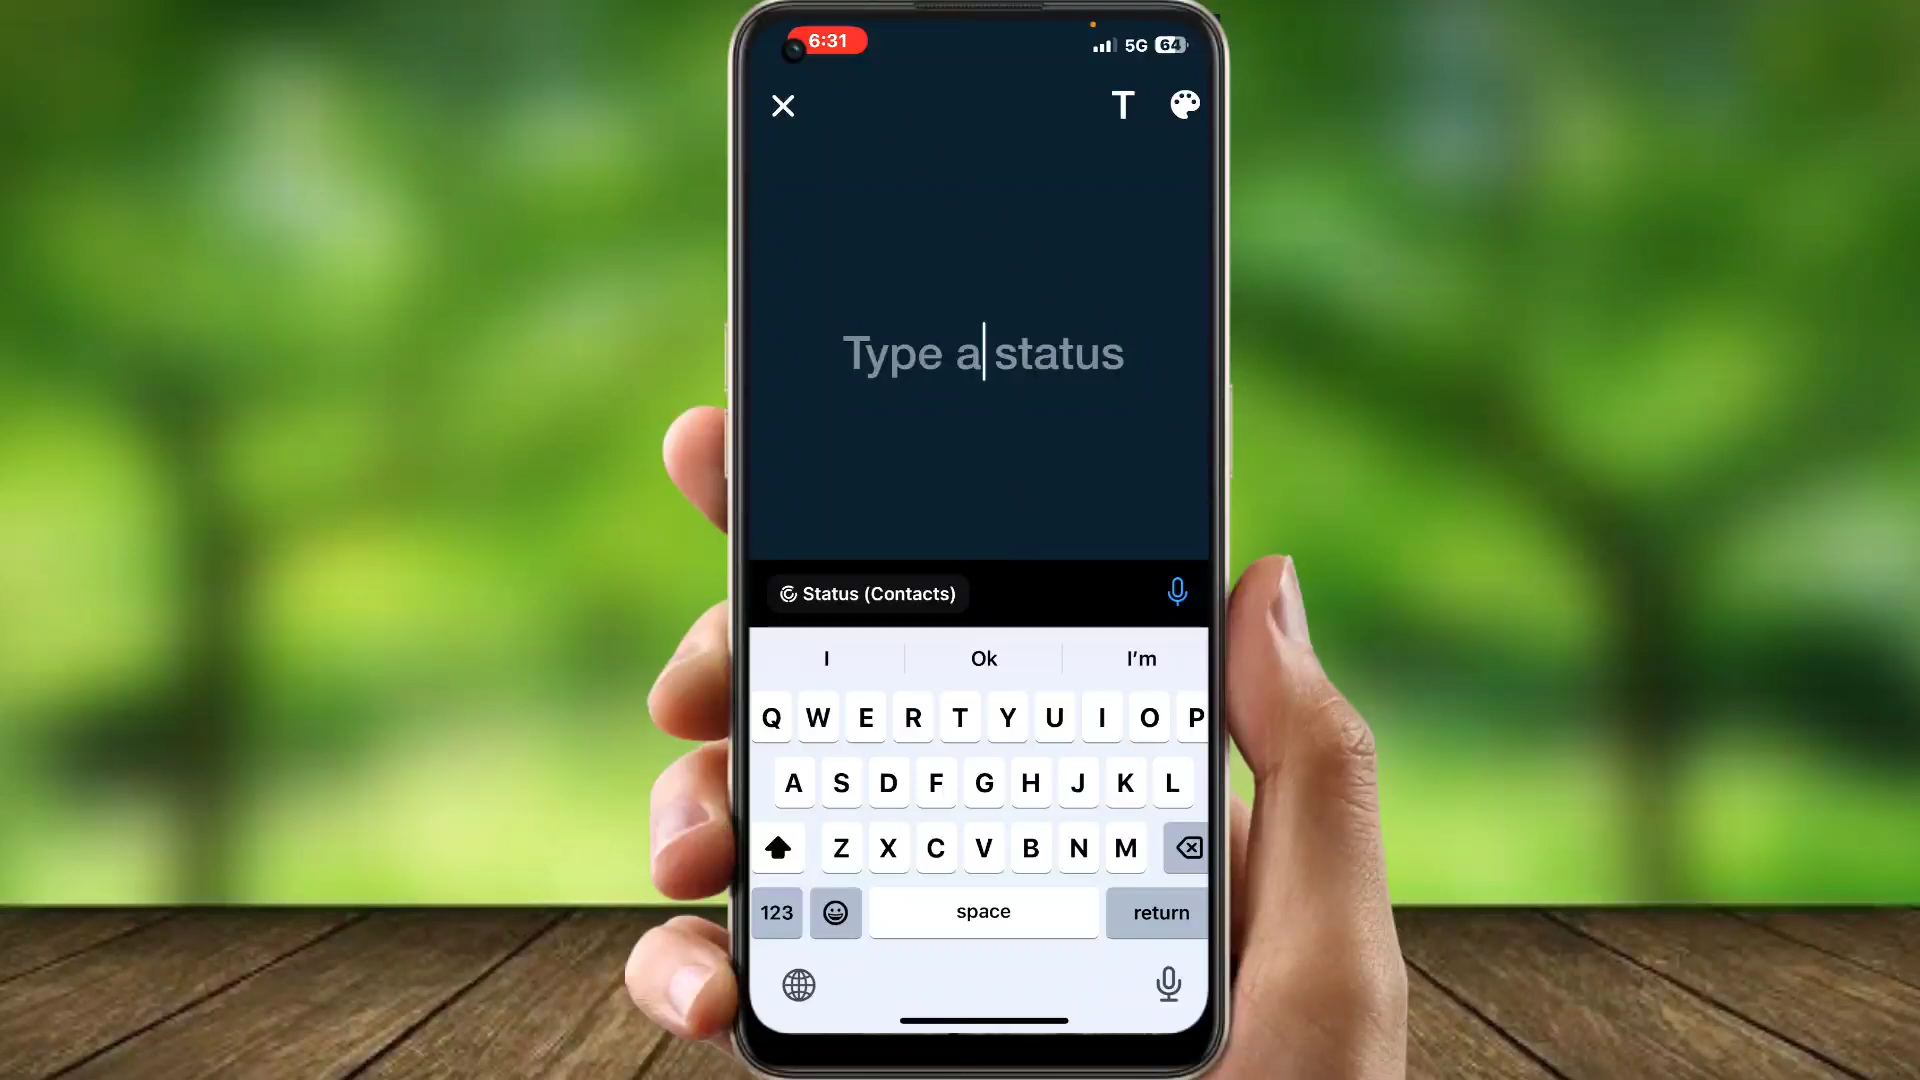 6:31 5G 64
T
Type a status
Status (Contacts)
I Ok I’m
Q W E R T Y U I O P
A S D F G H J K L
Z X C V B N M
123 space return